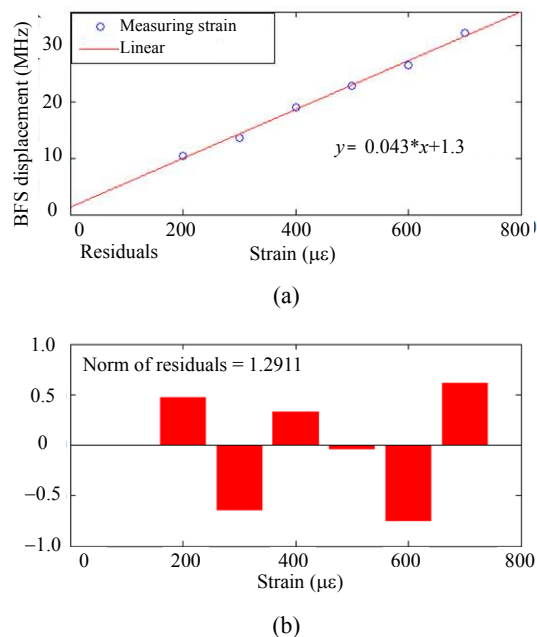 Measuring strain
Linear
BFS displacement (MHz)
30
20
10
0
y = 0.043*x+1.3
0 200 400 600 800
Residuals
Strain (με)
(a)
1.0
Norm of residuals = 1.2911
0.5
0
−0.5
−1.0
0 200 400 600 800
Strain (με)
(b)